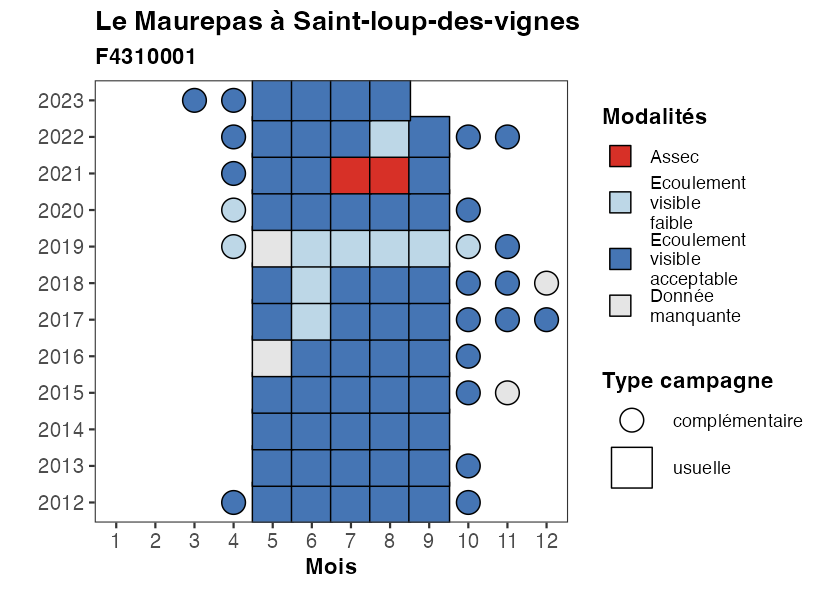 Le Maurepas à Saint-loup-des-vignes
F4310001
2023
2022
2021
2020
2019
2018
2017
2016
2015
2014
2013
2012
1 2 3 4 5 6 7 8 9 10 11 12
Mois
Modalités
Assec
Ecoulement
visible
faible
Ecoulement
visible
acceptable
Donnée
manquante
Type campagne
complémentaire
usuelle